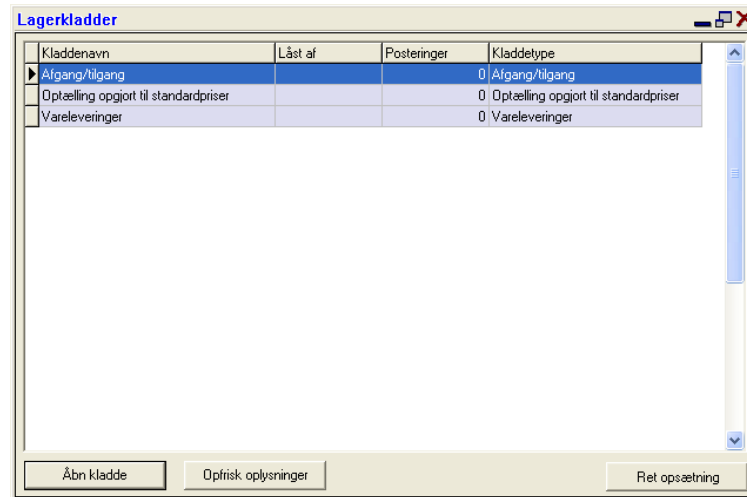 Lagerkladder
Kladdenavn Låst af Posteringer Kladdetype
Afgang/tilgang 0 Afgang/tilgang
Optælling opgjort til standardpriser 0 Optælling opgjort til standardpriser
Vareleveringer 0 Vareleveringer
Åbn kladde Opfrisk oplysninger Ret opsætning